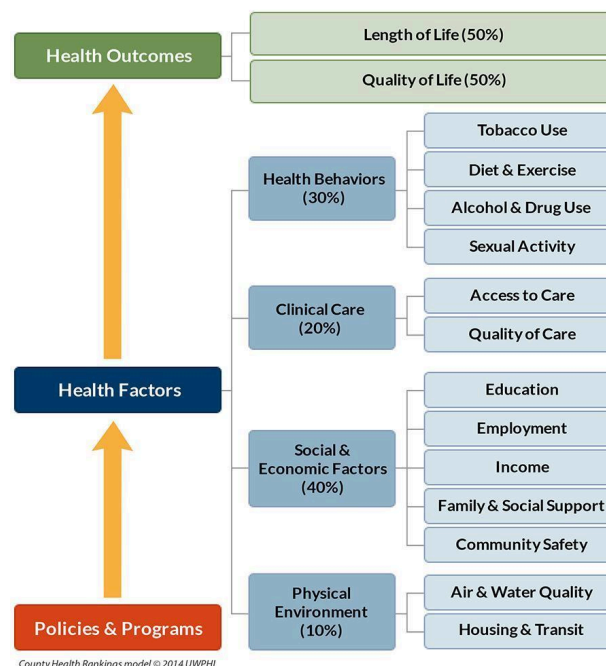 Health Outcomes
Length of Life (50%)
Quality of Life (50%)
Health Factors
Health Behaviors
(30%)
Tobacco Use
Diet & Exercise
Alcohol & Drug Use
Sexual Activity
Clinical Care
(20%)
Access to Care
Quality of Care
Social &
Economic Factors
(40%)
Education
Employment
Income
Family & Social Support
Community Safety
Physical
Environment
(10%)
Air & Water Quality
Housing & Transit
Policies & Programs
County Health Rankings model © 2014 UWPHI